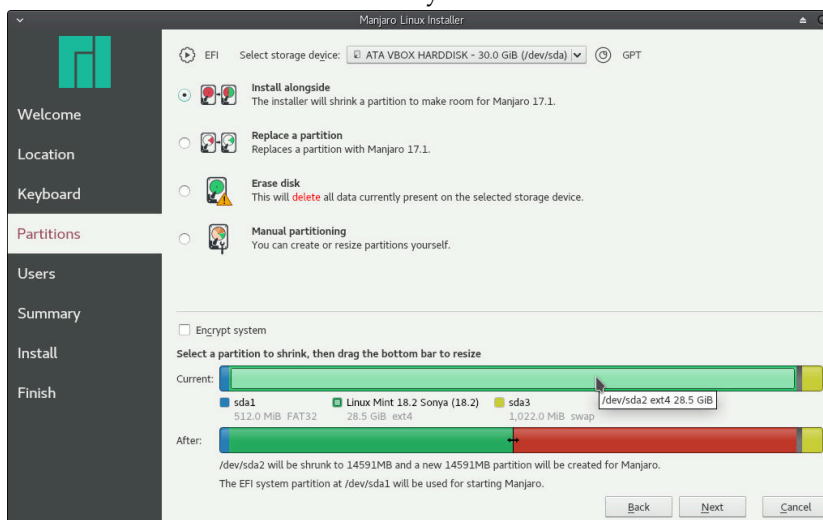 Manjaro Linux Installer
EFI Select storage device: ATA VBOX HARDDISK - 30.0 GiB (/dev/sda) GPT
Install alongside
The installer will shrink a partition to make room for Manjaro 17.1.
Welcome
Replace a partition
Replaces a partition with Manjaro 17.1.
Location
Erase disk
This will delete all data currently present on the selected storage device.
Keyboard
Manual partitioning
You can create or resize partitions yourself.
Partitions
Users
Summary
Encrypt system
Install
Select a partition to shrink, then drag the bottom bar to resize
Current:
Finish
sda1 Linux Mint 18.2 Sonya (18.2) sda3
512.0 MiB FAT32 28.5 GiB ext4 1,022.0 MiB swap
/dev/sda2 ext4 28.5 GiB
After:
/dev/sda2 will be shrunk to 14591MB and a new 14591MB partition will be created for Manjaro.
The EFI system partition at /dev/sda1 will be used for starting Manjaro.
Back Next Cancel